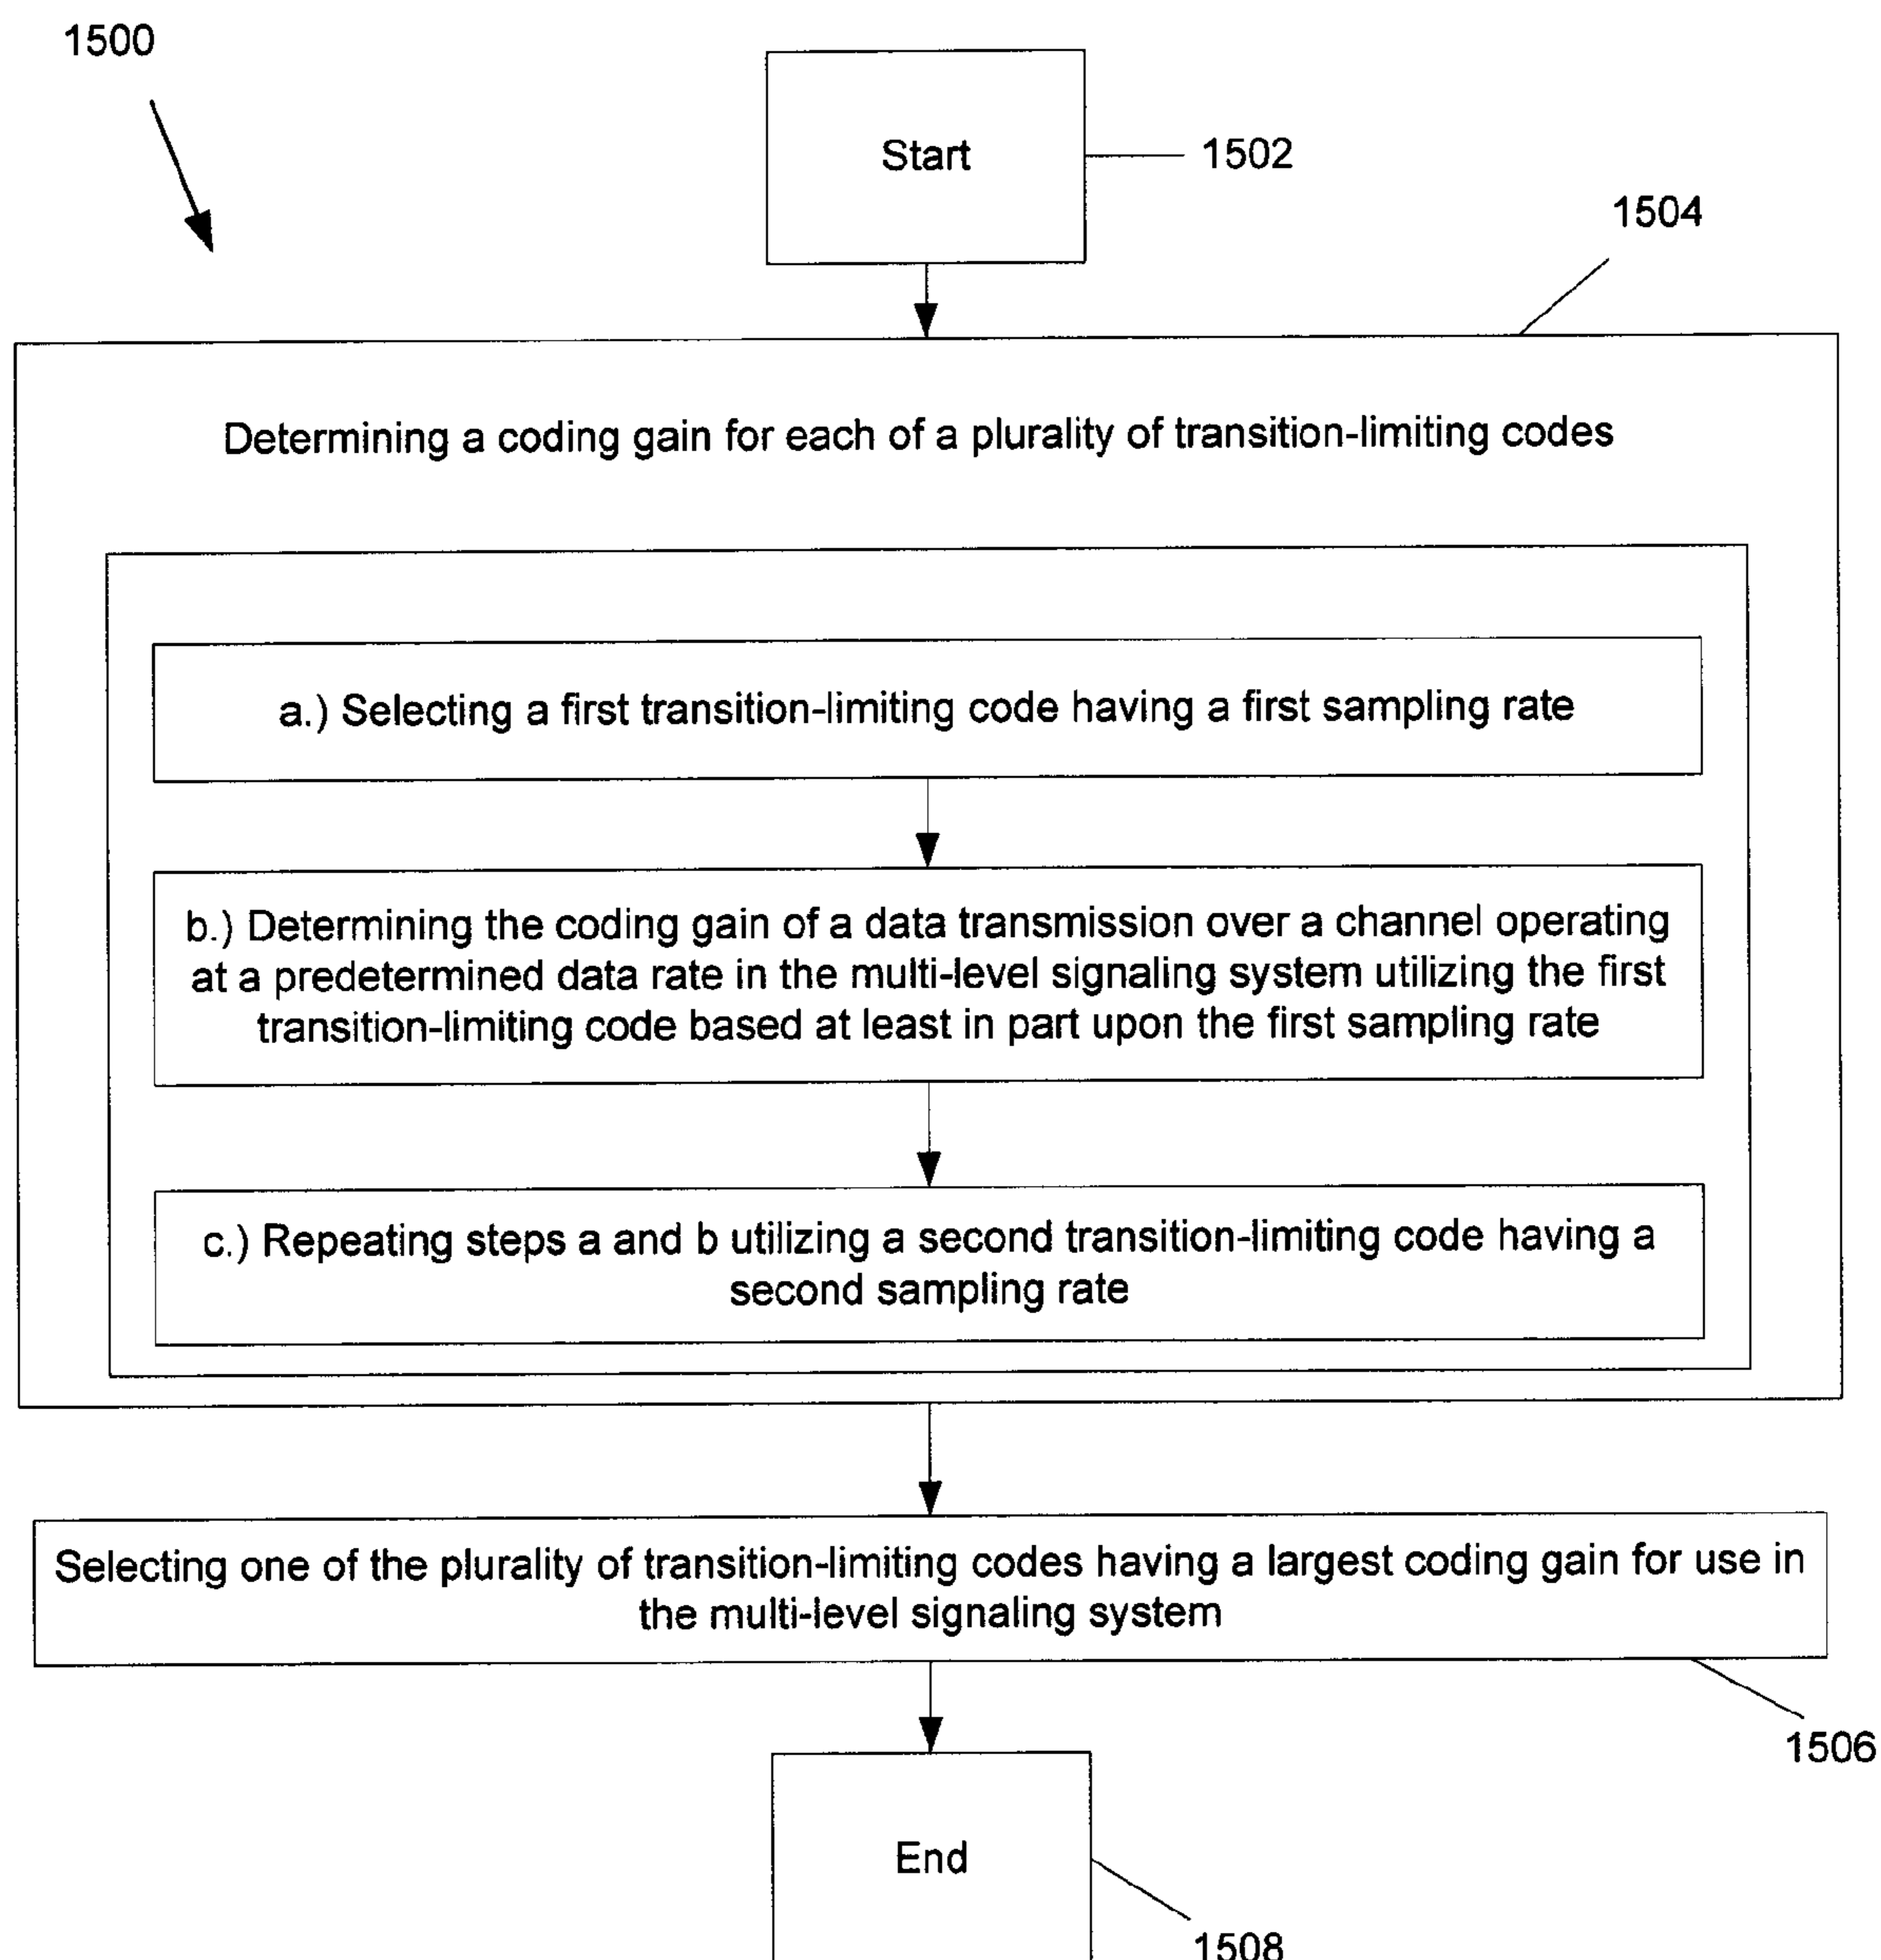 1500
Start
1502
1504
Determining a coding gain for each of a plurality of transition-limiting codes
a.) Selecting a first transition-limiting code having a first sampling rate
b.) Determining the coding gain of a data transmission over a channel operating
at a predetermined data rate in the multi-level signaling system utilizing the first
transition-limiting code based at least in part upon the first sampling rate
c.) Repeating steps a and b utilizing a second transition-limiting code having a
second sampling rate
Selecting one of the plurality of transition-limiting codes having a largest coding gain for use in
the multi-level signaling system
1506
End
1508